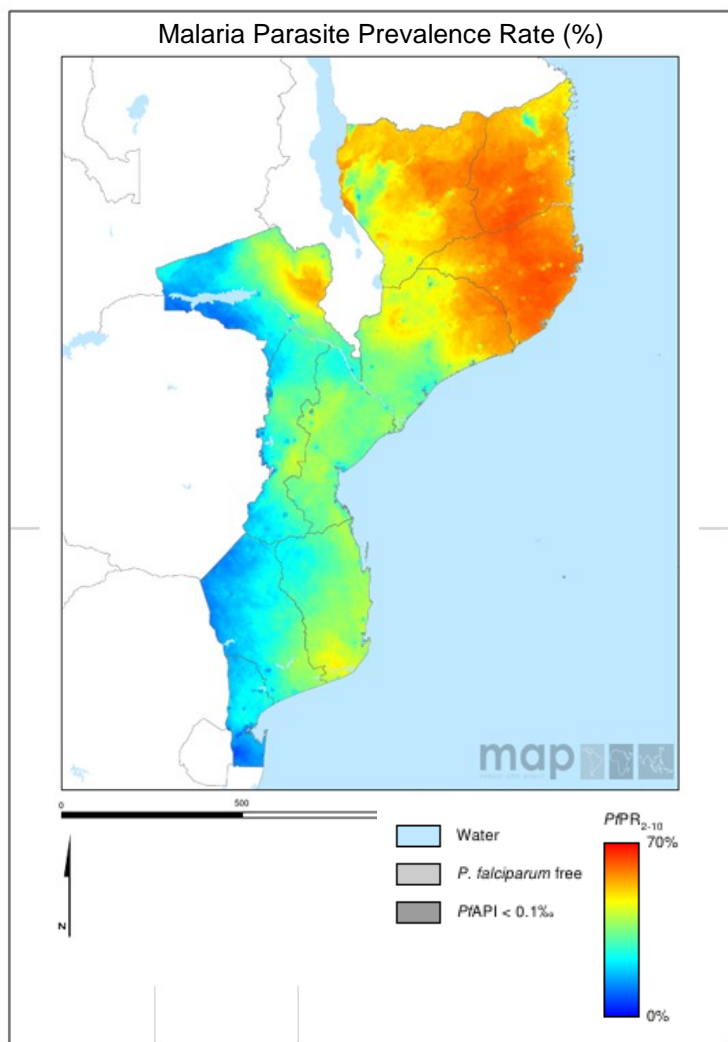 Malaria Parasite Prevalence Rate (%)
map
0
500
N
Water
P. falciparum free
PfAPI < 0.1‰
PfPR2-10
70%
0%